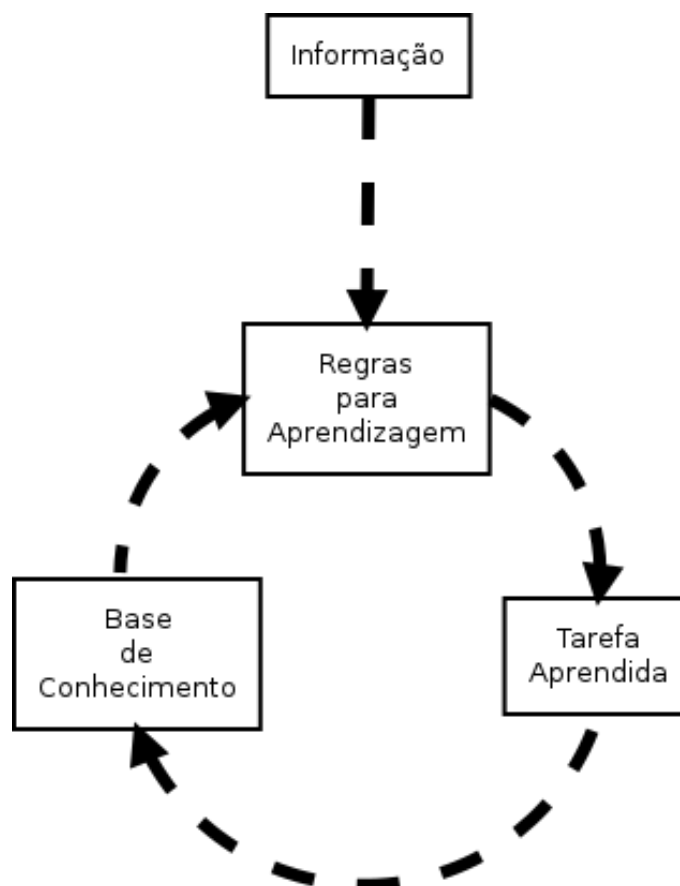 Informação
Regras
para
Aprendizagem
Base
de
Conhecimento
Tarefa
Aprendida